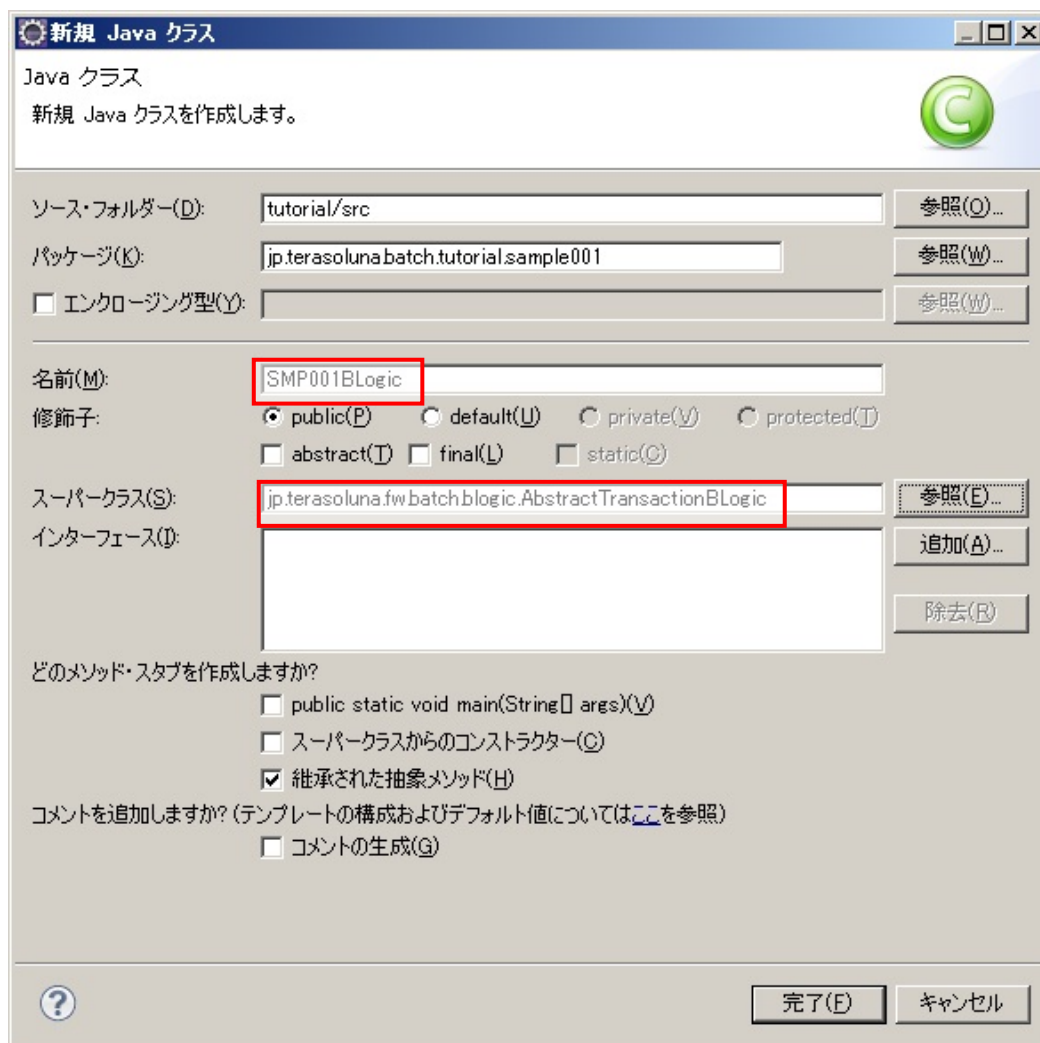 新規 Java クラス
Java クラス
新規 Java クラスを作成します。
C
ソース・フォルダー(D): tutorial/src 参照(O)...
パッケージ(K): jp.terasoluna.batch.tutorial.sample001 参照(W)...
エンクロージング型(Y): 参照(W)...
名前(M): SMP001BLogic
修飾子: public(P) default(U) private(V) protected(T)
abstract(T) final(L) static(C)
スーパークラス(S): jp.terasoluna.fw.batch.blogic.AbstractTransactionBLogic 参照(E)...
インターフェース(I): 追加(A)...
除去(R)
どのメソッド・スタブを作成しますか?
public static void main(String[] args)(V)
スーパークラスからのコンストラクター(C)
継承された抽象メソッド(H)
コメントを追加しますか? (テンプレートの構成およびデフォルト値についてはここを参照)
コメントの生成(G)
? 完了(F) キャンセル